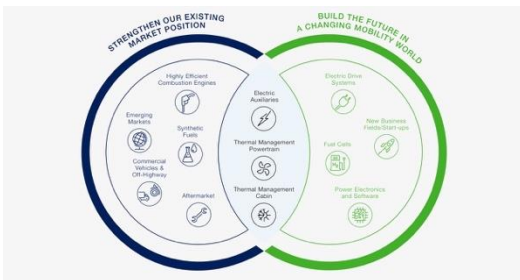 STRENGTHEN OUR EXISTING
MARKET POSITION
BUILD THE FUTURE IN
A CHANGING MOBILITY WORLD
Highly Efficient
Combustion Engines
Emerging
Markets
Synthetic
Fuels
Commercial
Vehicles &
Off-Highway
Aftermarket
Electric
Auxiliaries
Thermal Management
Powertrain
Thermal Management
Cabin
Electric Drive
Systems
New Business
Fields/Start-ups
Fuel Cells
Power Electronics
and Software